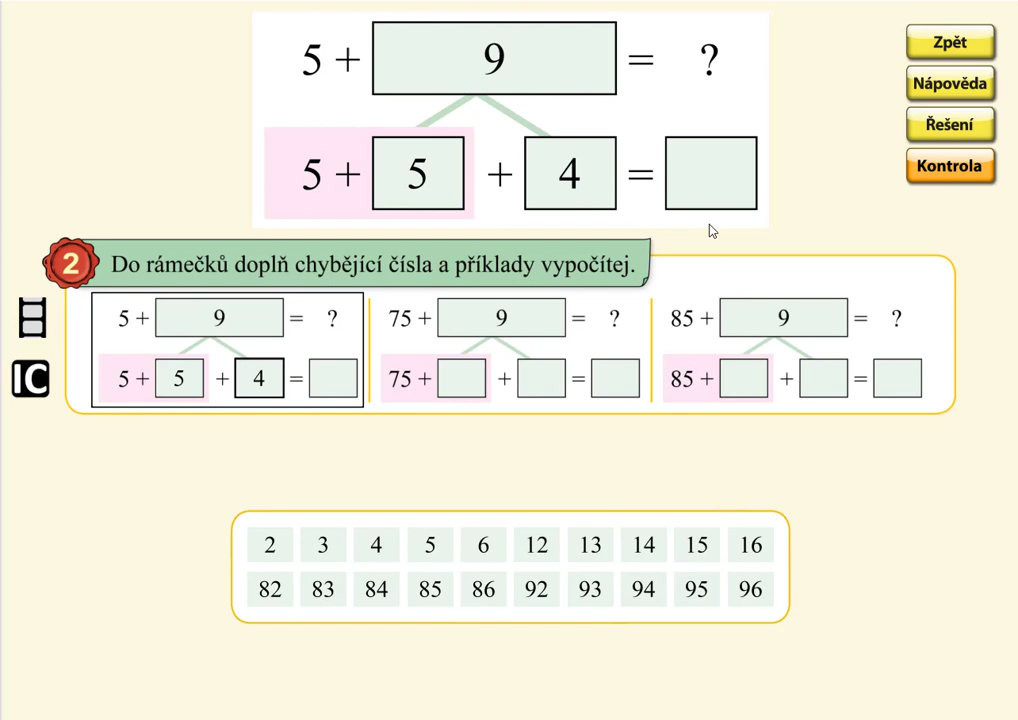 5 + 9 = ?
5 + 5 + 4 =
Zpět
Nápověda
Řešení
Kontrola
2 Do rámečků doplň chybějící čísla a příklady vypočítej.
5 + 9 = ?
5 + 5 + 4 =
75 + 9 = ?
75 + + =
85 + 9 = ?
85 + + =
IC
2 3 4 5 6 12 13 14 15 16
82 83 84 85 86 92 93 94 95 96